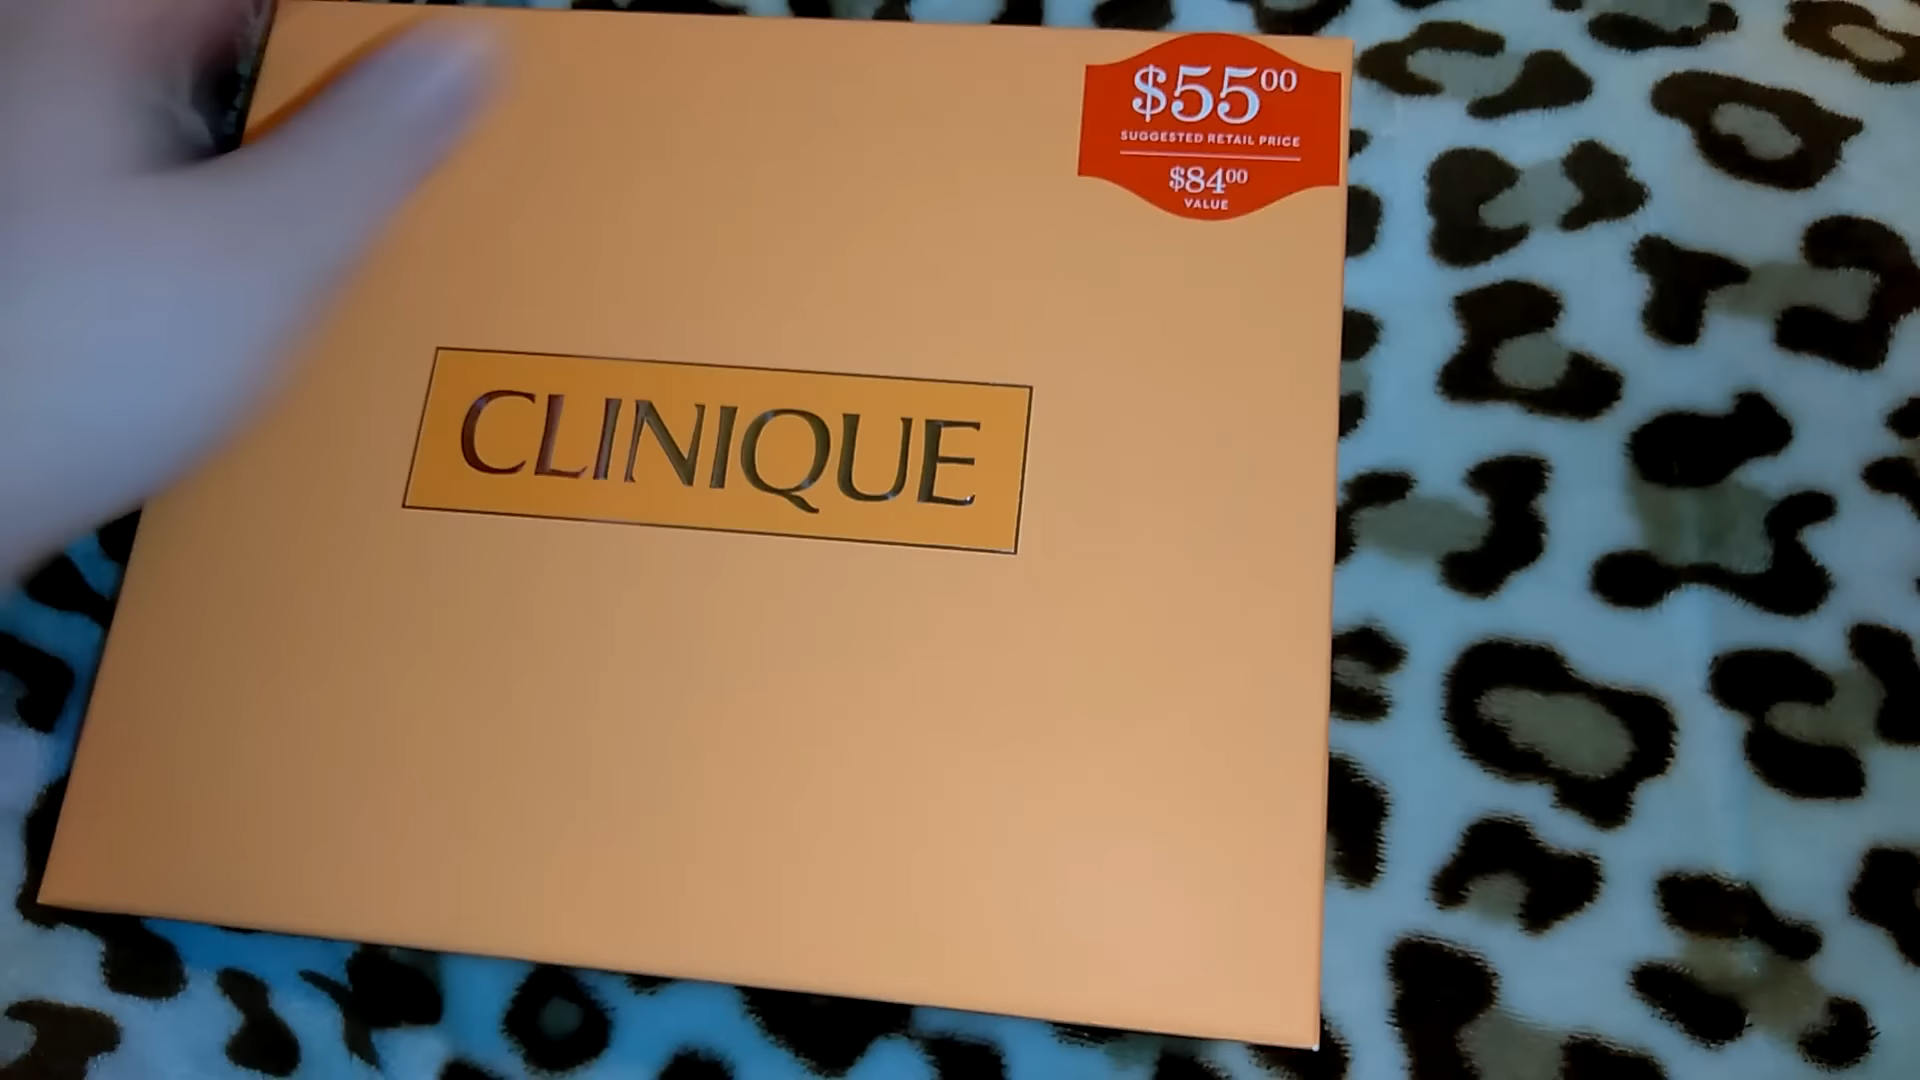 $55.00
SUGGESTED RETAIL PRICE
$84.00
VALUE
CLINIQUE